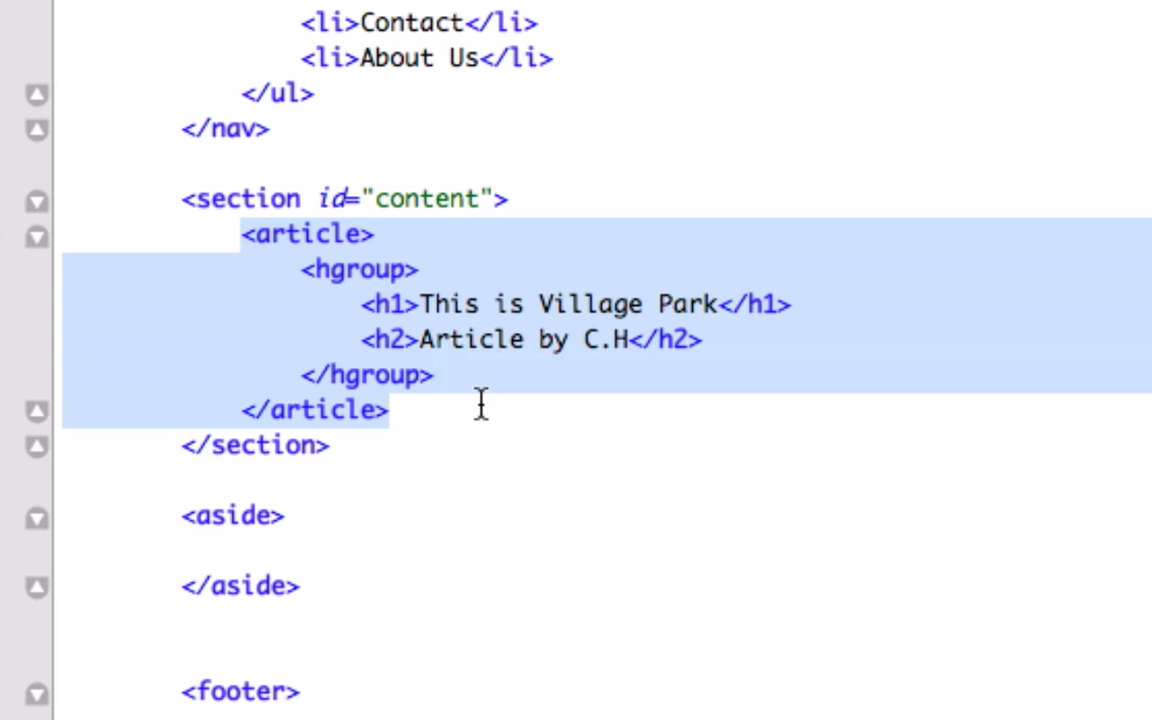 <li>Contact</li>
<li>About Us</li>
</ul>
</nav>
<section id="content">
<article>
<hgroup>
<h1>This is Village Park</h1>
<h2>Article by C.H</h2>
</hgroup>
</article>
</section>
<aside>
</aside>
<footer>